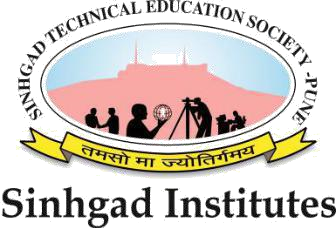 SINHGAD TECHNICAL EDUCATION SOCIETY - PUNE
तमसो मा ज्योतिर्गमय
Sinhgad Institutes